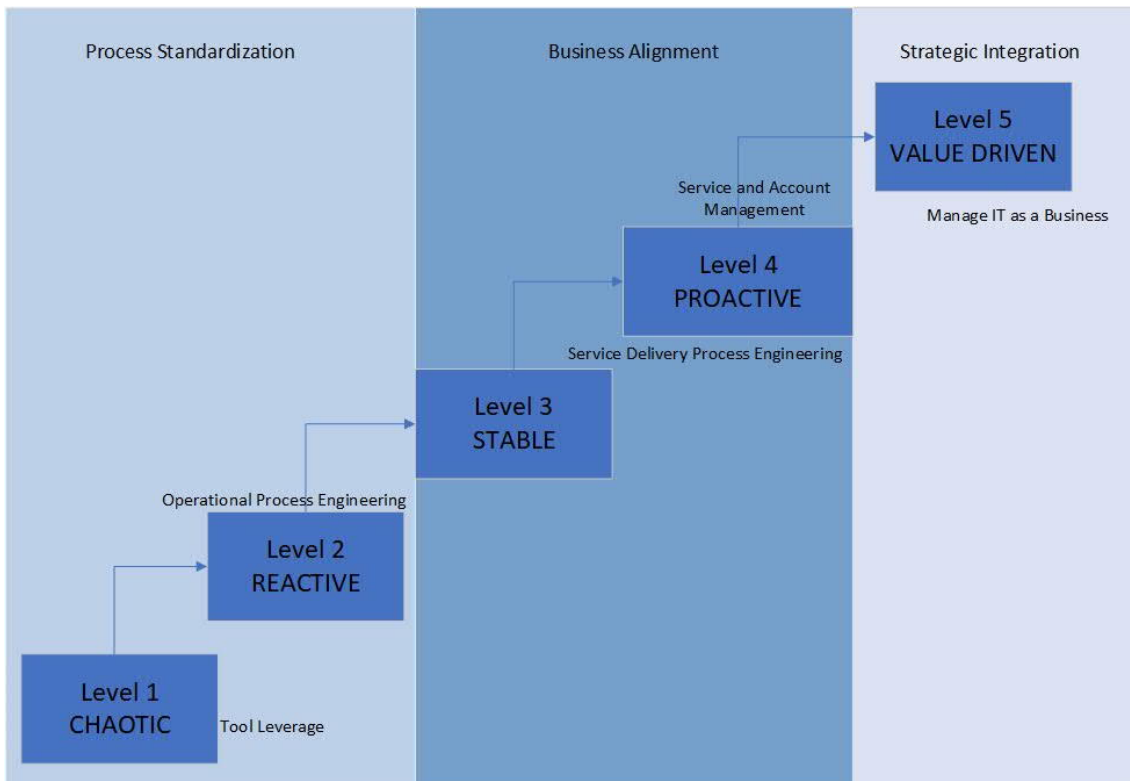 Process Standardization
Business Alignment
Strategic Integration
Level 5
VALUE DRIVEN
Service and Account
Management
Manage IT as a Business
Level 4
PROACTIVE
Service Delivery Process Engineering
Level 3
STABLE
Operational Process Engineering
Level 2
REACTIVE
Level 1
CHAOTIC
Tool Leverage